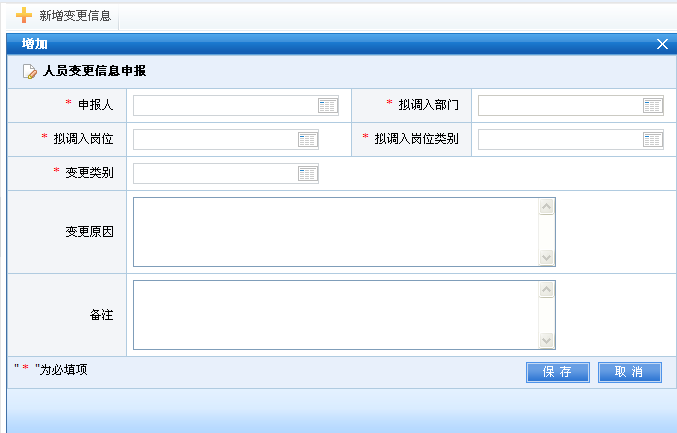 新增变更信息
增加
人员变更信息申报
* 申报人
* 拟调入部门
* 拟调入岗位
* 拟调入岗位类别
* 变更类别
变更原因
备注
" * "为必填项
保 存
取 消